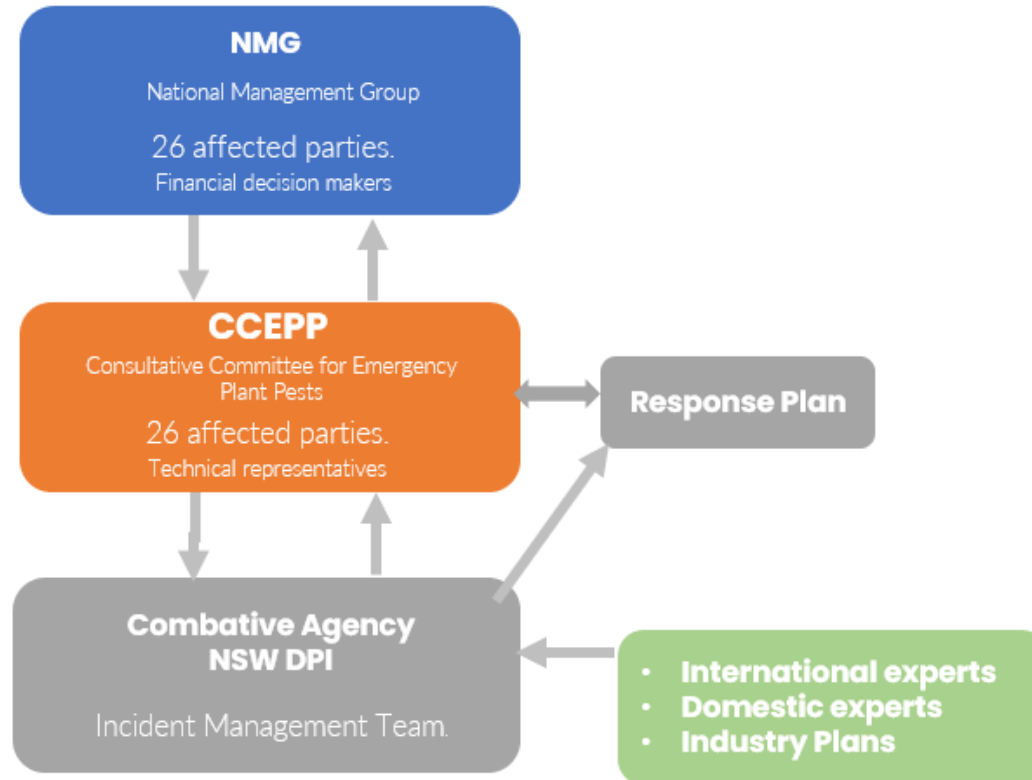 NMG
National Management Group
26 affected parties.
Financial decision makers
CCEPP
Consultative Committee for Emergency
Plant Pests
26 affected parties.
Technical representatives
Response Plan
Combative Agency
NSW DPI
Incident Management Team.
• International experts
• Domestic experts
• Industry Plans